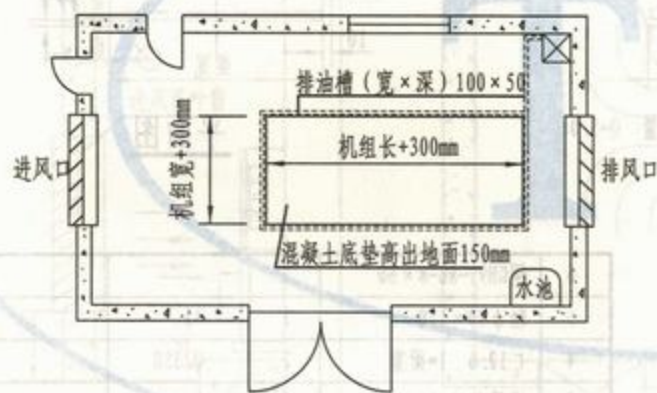 排油槽（宽×深）100×50
机组长+300mm
机组宽+300mm
进风口
排风口
混凝土底垫高出地面150mm
水池